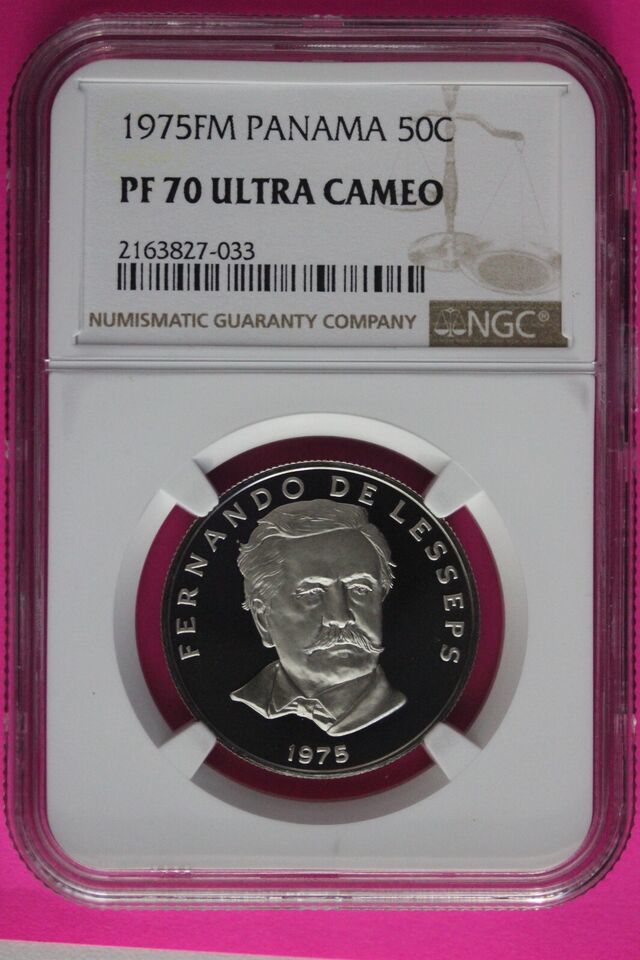 1975FM PANAMA 50C
PF 70 ULTRA CAMEO
2163827-033
NUMISMATIC GUARANTY COMPANY
NGC®
FERNANDO DE LESSEPS
1975